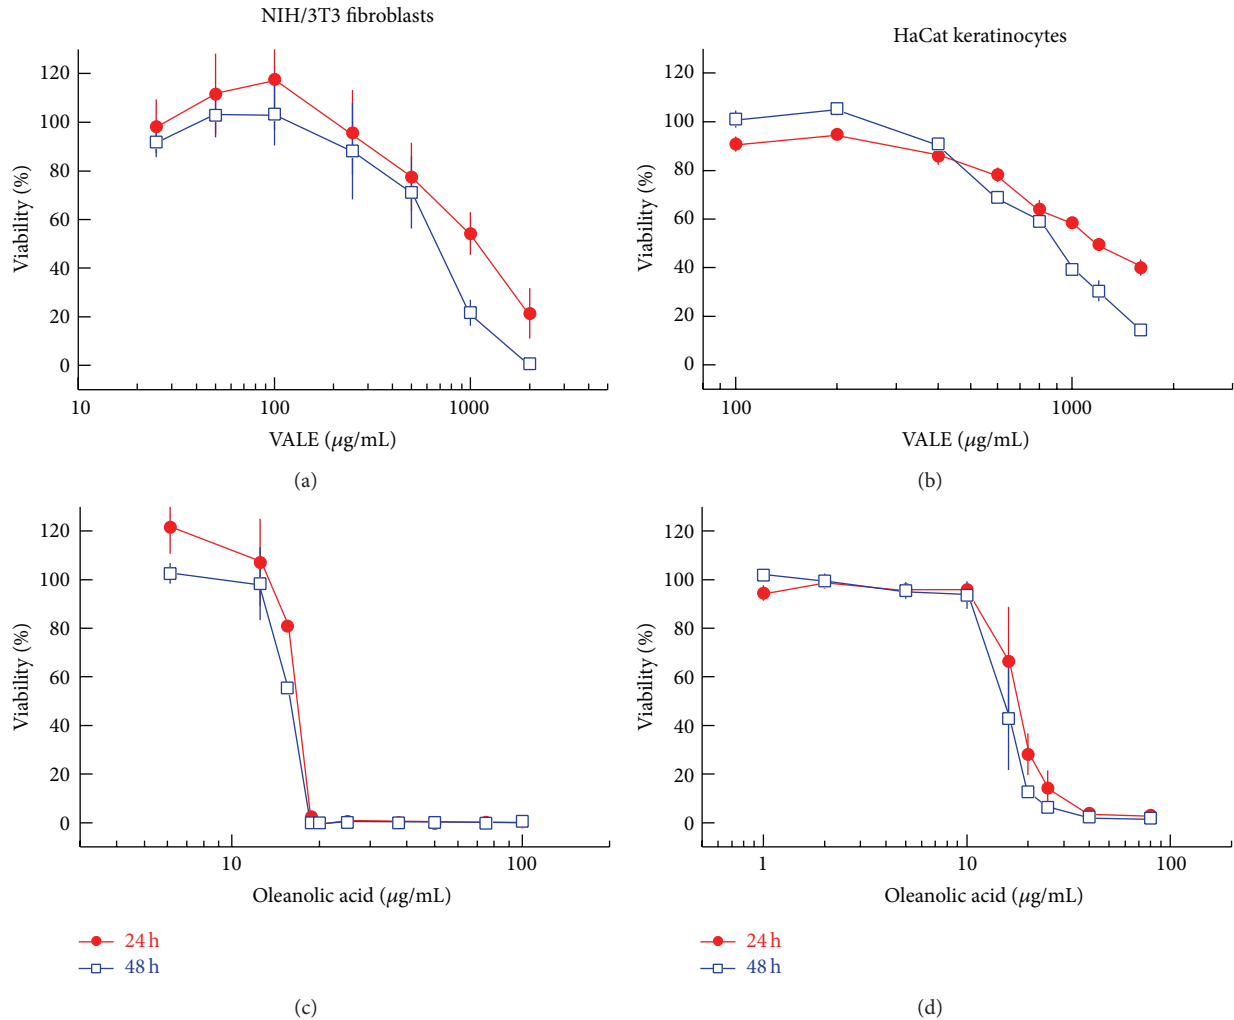 NIH/3T3 fibroblasts
HaCat keratinocytes
120
100
80
60
40
20
0
Viability (%)
10
100
1000
VALE (μg/mL)
(a)
120
100
80
60
40
20
0
Viability (%)
100
1000
VALE (μg/mL)
(b)
120
100
80
60
40
20
0
Viability (%)
10
100
Oleanolic acid (μg/mL)
24 h
48 h
(c)
120
100
80
60
40
20
0
Viability (%)
1
10
100
Oleanolic acid (μg/mL)
24 h
48 h
(d)